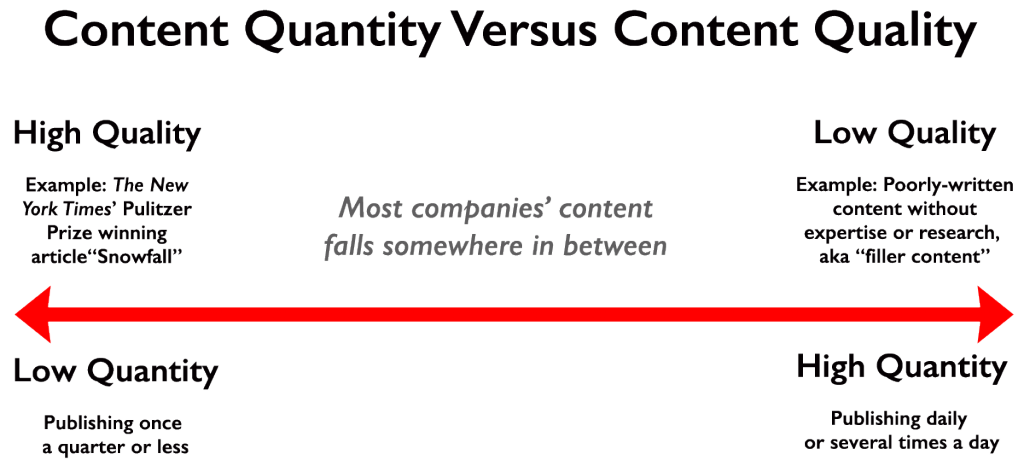 Content Quantity Versus Content Quality
High Quality
Example: The New
York Times’ Pulitzer
Prize winning
article“Snowfall”
Most companies’ content
falls somewhere in between
Low Quality
Example: Poorly-written
content without
expertise or research,
aka “filler content”
Low Quantity
Publishing once
a quarter or less
High Quantity
Publishing daily
or several times a day